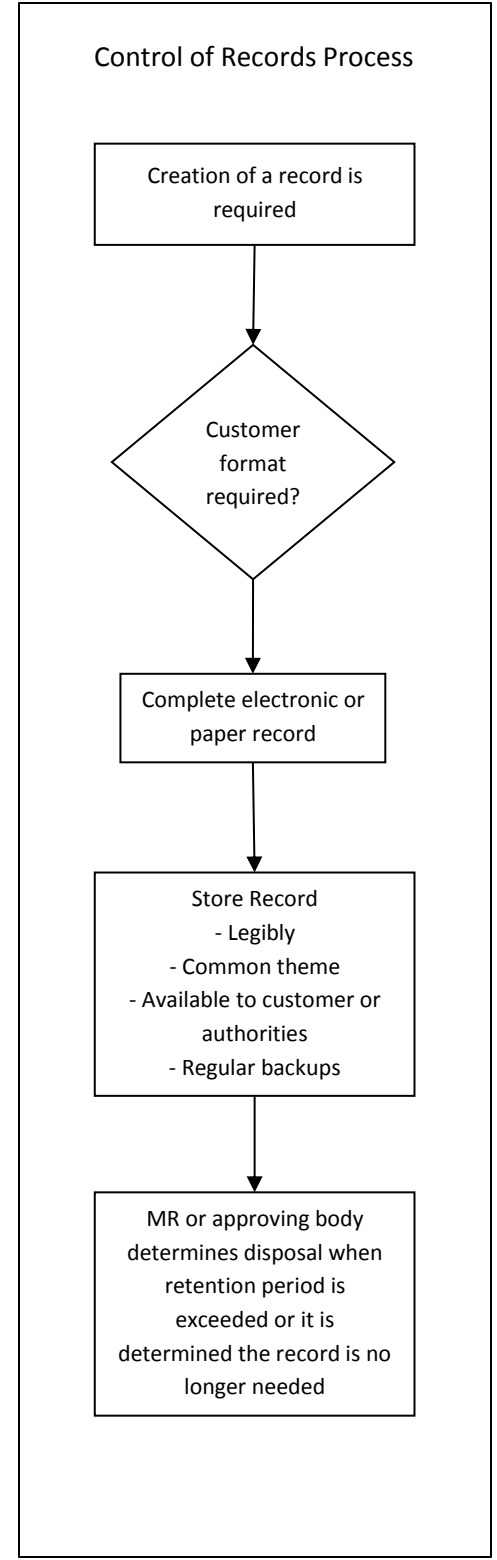 Control of Records Process
Creation of a record is
required
Customer
format
required?
Complete electronic or
paper record
Store Record
- Legibly
- Common theme
- Available to customer or
authorities
- Regular backups
MR or approving body
determines disposal when
retention period is
exceeded or it is
determined the record is no
longer needed